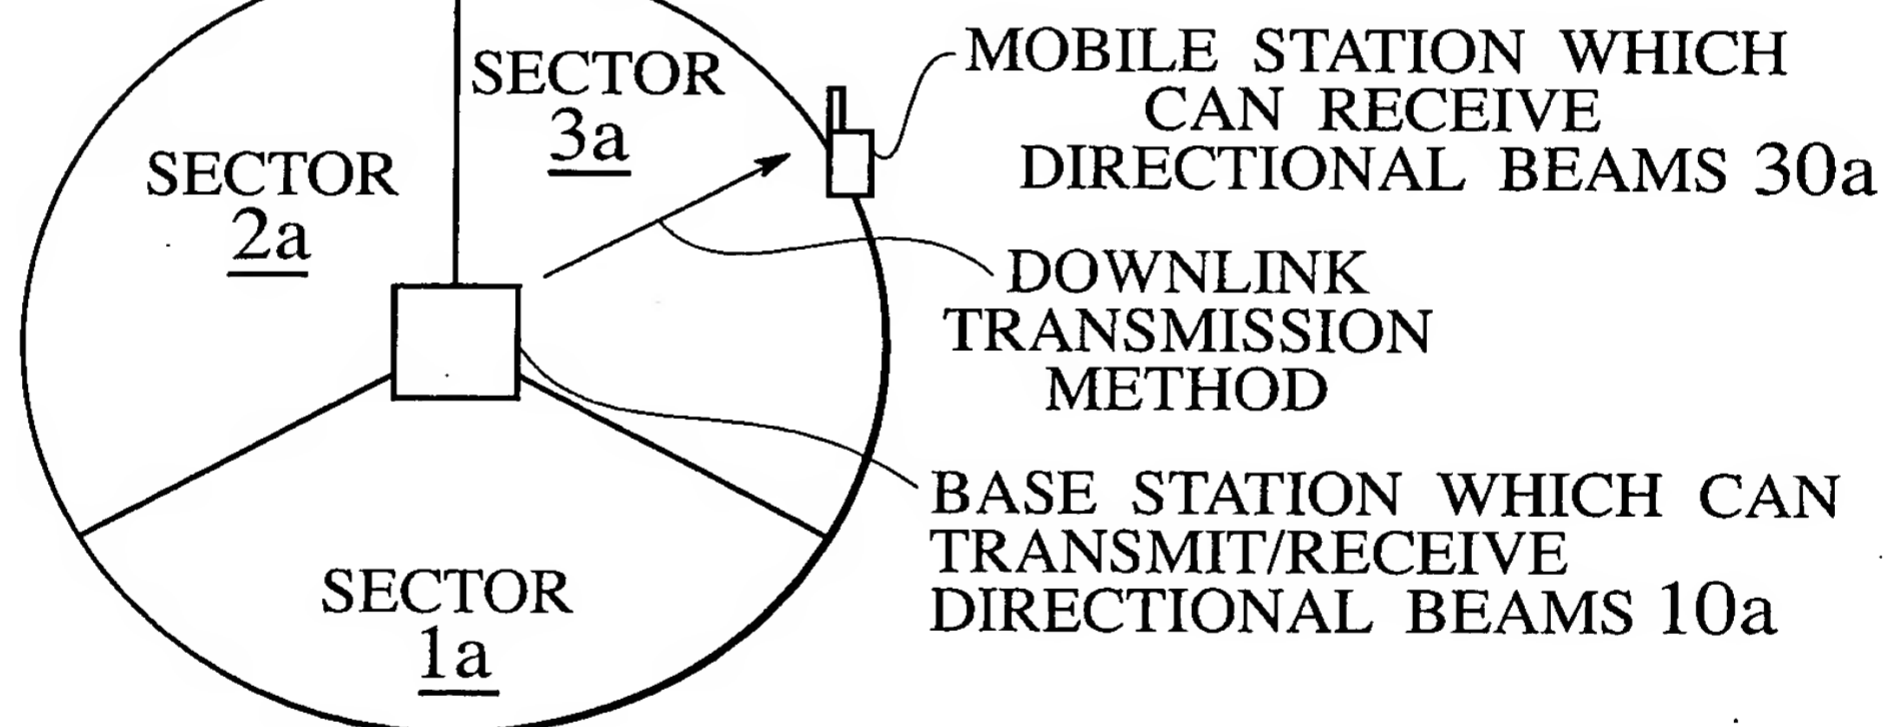 SECTOR
3a
SECTOR
2a
SECTOR
1a
MOBILE STATION WHICH
CAN RECEIVE
DIRECTIONAL BEAMS 30a
DOWNLINK
TRANSMISSION
METHOD
BASE STATION WHICH CAN
TRANSMIT/RECEIVE
DIRECTIONAL BEAMS 10a